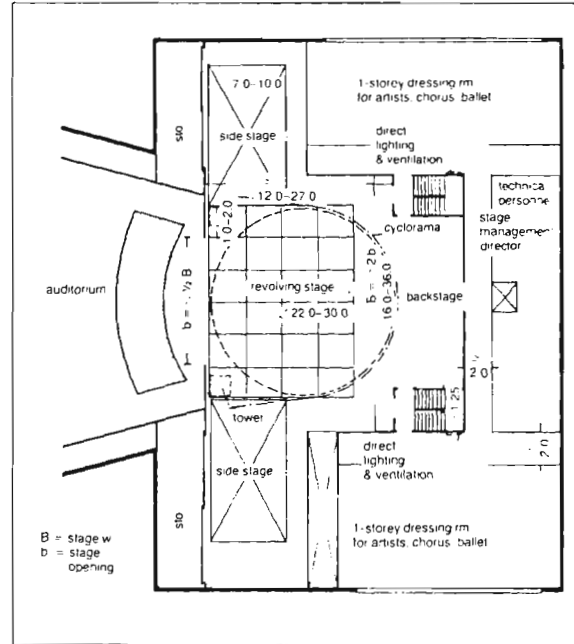 1-storey dressing rm
for artists, chorus, ballet
7.0–10.0
sto
side stage
direct
lighting
& ventilation
technical
personne
stage
management
director
12.0–27.0
1.0–2.0
cyclorama
auditorium
b = ½ B
revolving stage
22.0–30.0
16.0–36.0
backstage
2.0
1.25
tower
side stage
direct
lighting
& ventilation
2.0
sto
1-storey dressing rm
for artists, chorus, ballet
B = stage w
b = stage
opening